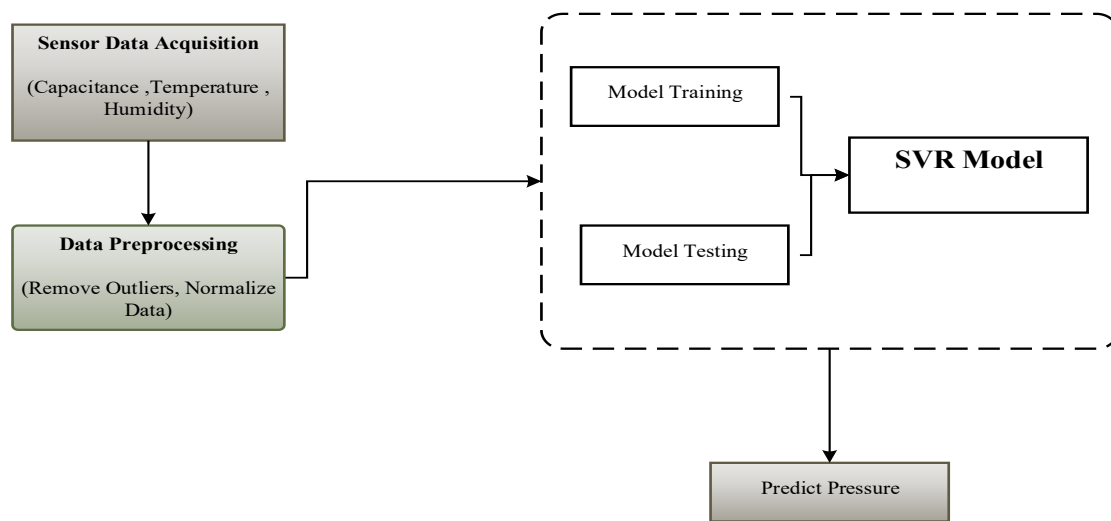 Sensor Data Acquisition
(Capacitance ,Temperature ,
Humidity)
Data Preprocessing
(Remove Outliers, Normalize
Data)
Model Training
Model Testing
SVR Model
Predict Pressure